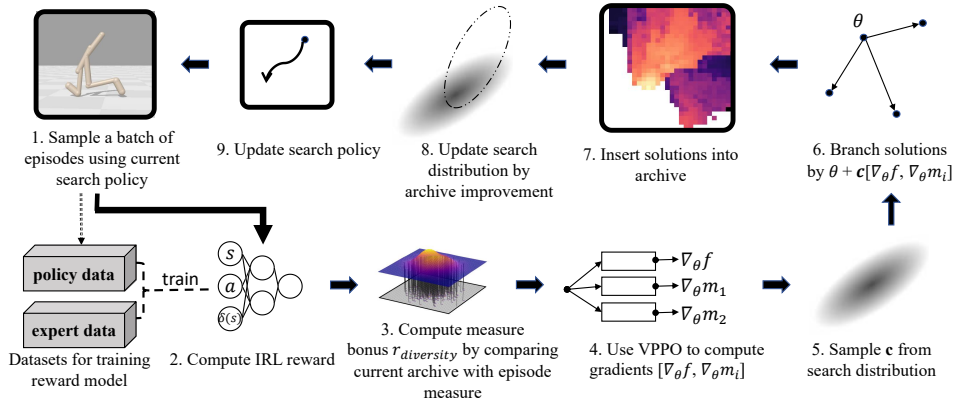 1. Sample a batch of
episodes using current
search policy
9. Update search policy
8. Update search
distribution by
archive improvement
7. Insert solutions into
archive
θ
6. Branch solutions
by θ + c[∇θf, ∇θmᵢ]
policy data
expert data
Datasets for training
reward model
train
s
a
δ(s)
2. Compute IRL reward
3. Compute measure
bonus r_diversity by comparing
current archive with episode
measure
∇θf
∇θm₁
∇θm₂
4. Use VPPO to compute
gradients [∇θf, ∇θmᵢ]
5. Sample c from
search distribution